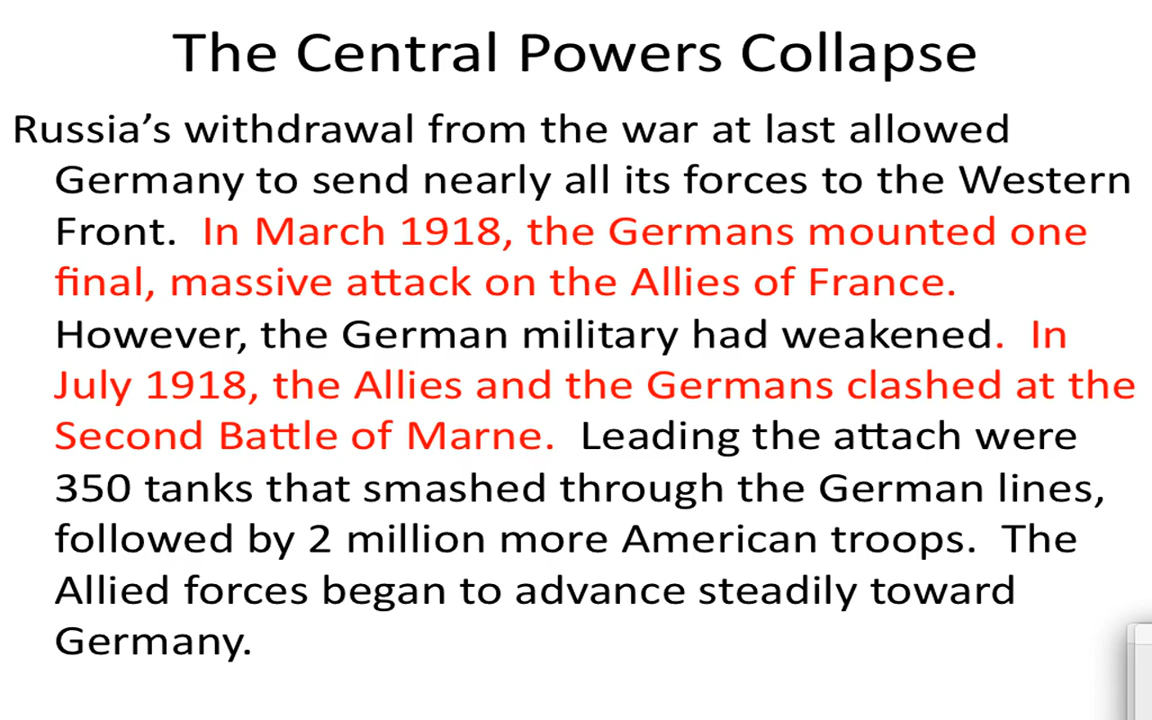 The Central Powers Collapse
Russia’s withdrawal from the war at last allowed
Germany to send nearly all its forces to the Western
Front.  In March 1918, the Germans mounted one
final, massive attack on the Allies of France.
However, the German military had weakened.  In
July 1918, the Allies and the Germans clashed at the
Second Battle of Marne.  Leading the attach were
350 tanks that smashed through the German lines,
followed by 2 million more American troops.  The
Allied forces began to advance steadily toward
Germany.